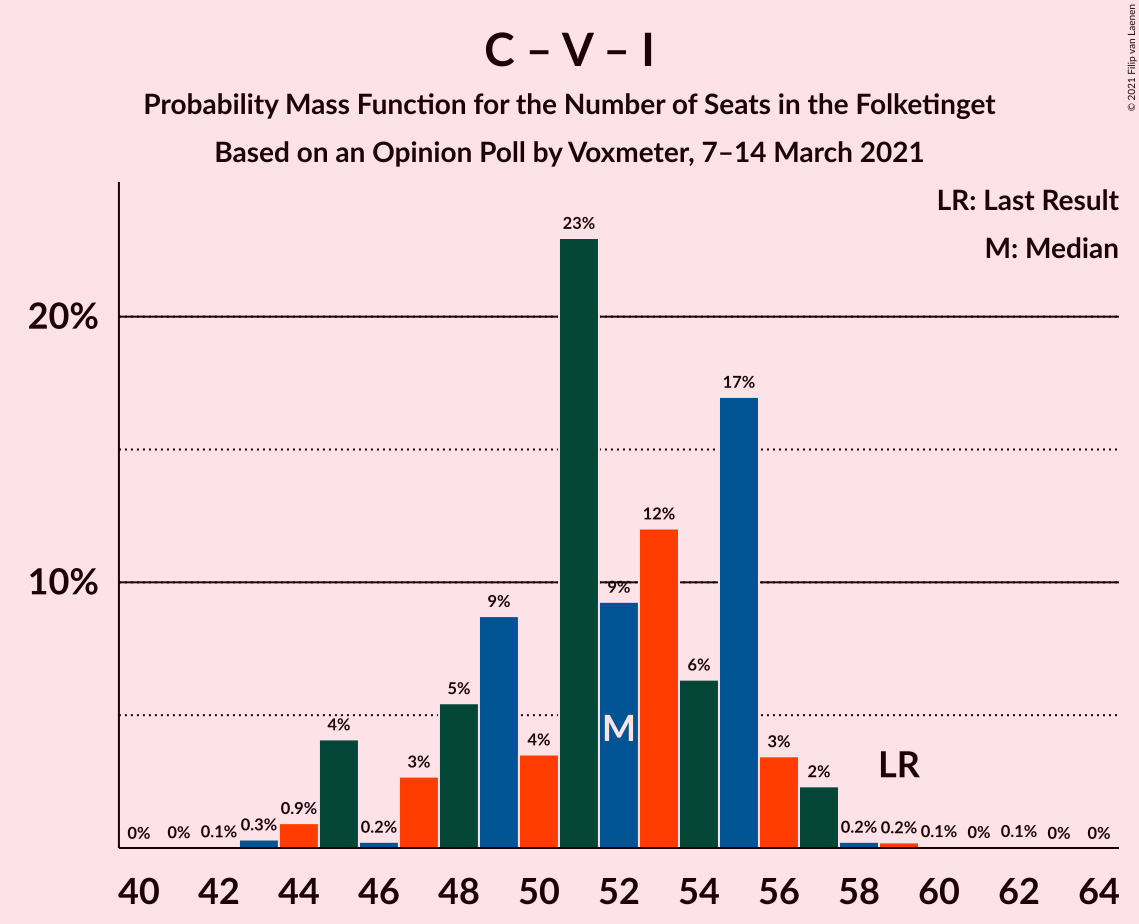 C – V – I
Probability Mass Function for the Number of Seats in the Folketinget
Based on an Opinion Poll by Voxmeter, 7–14 March 2021
© 2021 Filip van Laenen
LR: Last Result
M: Median
20%
10%
0% 0% 0.1% 0.3% 0.9% 4% 0.2% 3% 5% 9% 4% 23% 9% 12% 6% 17% 3% 2% 0.2% 0.2% 0.1% 0% 0.1% 0% 0%
M
LR
40 42 44 46 48 50 52 54 56 58 60 62 64